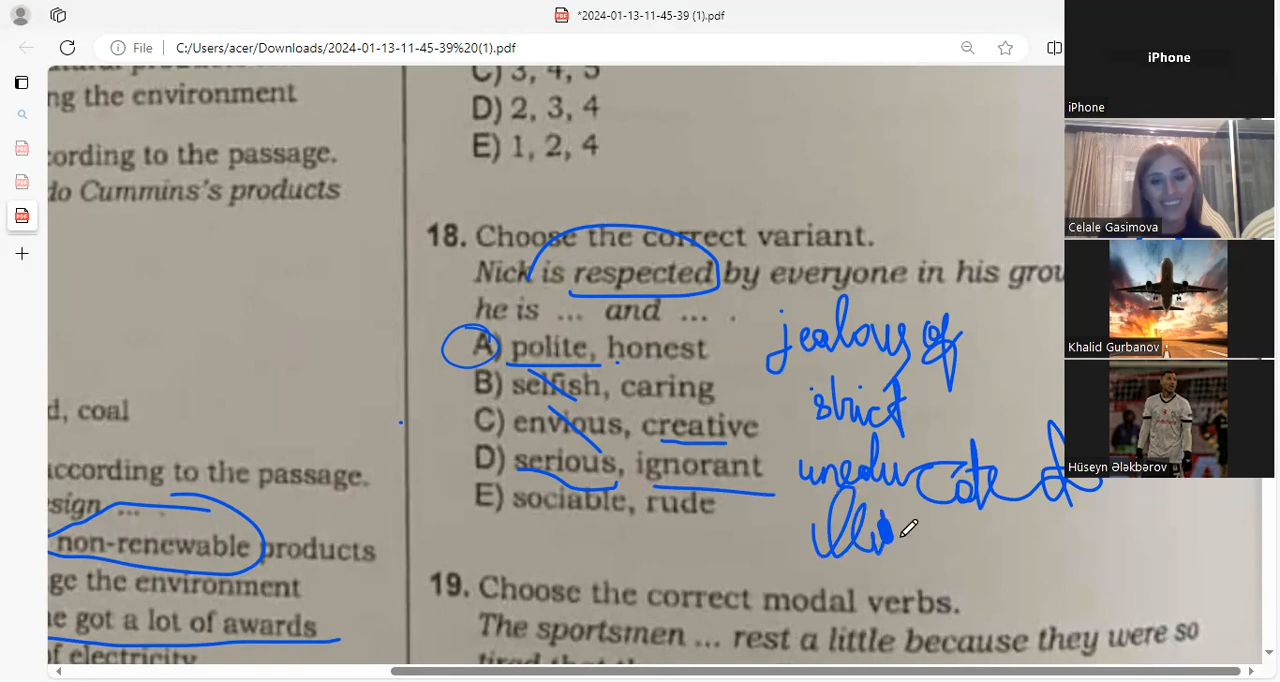 *2024-01-13-11-45-39 (1).pdf
File C:/Users/acer/Downloads/2024-01-13-11-45-39%20(1).pdf
iPhone
iPhone
Celale Gasimova
Khalid Gurbanov
Hüseyn Ələkbərov
ng the environment
cording to the passage.
do Cummins's products
d, coal
according to the passage.
sign ... .
non-renewable products
ge the environment
e got a lot of awards
of electricity
C) 3, 4, 5
D) 2, 3, 4
E) 1, 2, 4
18. Choose the correct variant.
Nick is respected by everyone in his
he is ... and ... .
A) polite, honest
B) selfish, caring
C) envious, creative
D) serious, ignorant
E) sociable, rude
jealous of
strict
uneducated
19. Choose the correct modal verbs.
The sportsmen ... rest a little because they were so
tired